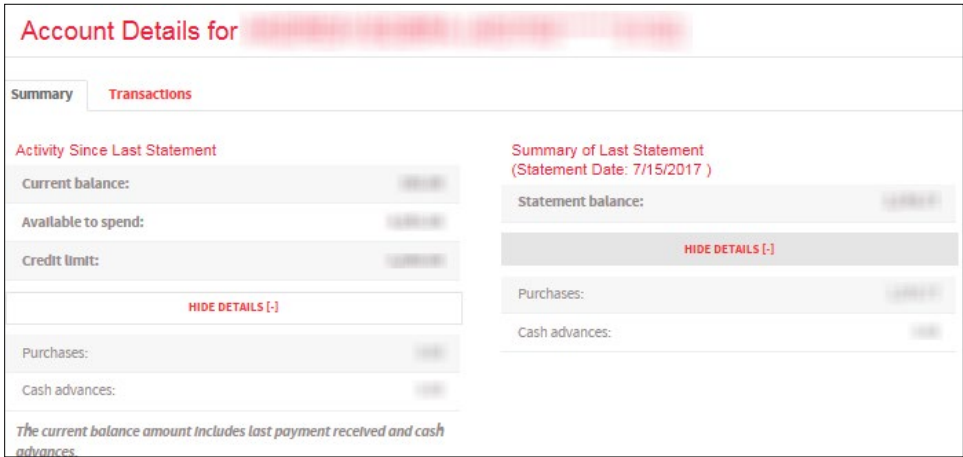 Account Details for
Summary
Transactions
Activity Since Last Statement
Current balance:
Available to spend:
Credit limit:
HIDE DETAILS [-]
Purchases:
Cash advances:
The current balance amount includes last payment received and cash
advances.
Summary of Last Statement
(Statement Date: 7/15/2017 )
Statement balance:
HIDE DETAILS [-]
Purchases:
Cash advances: